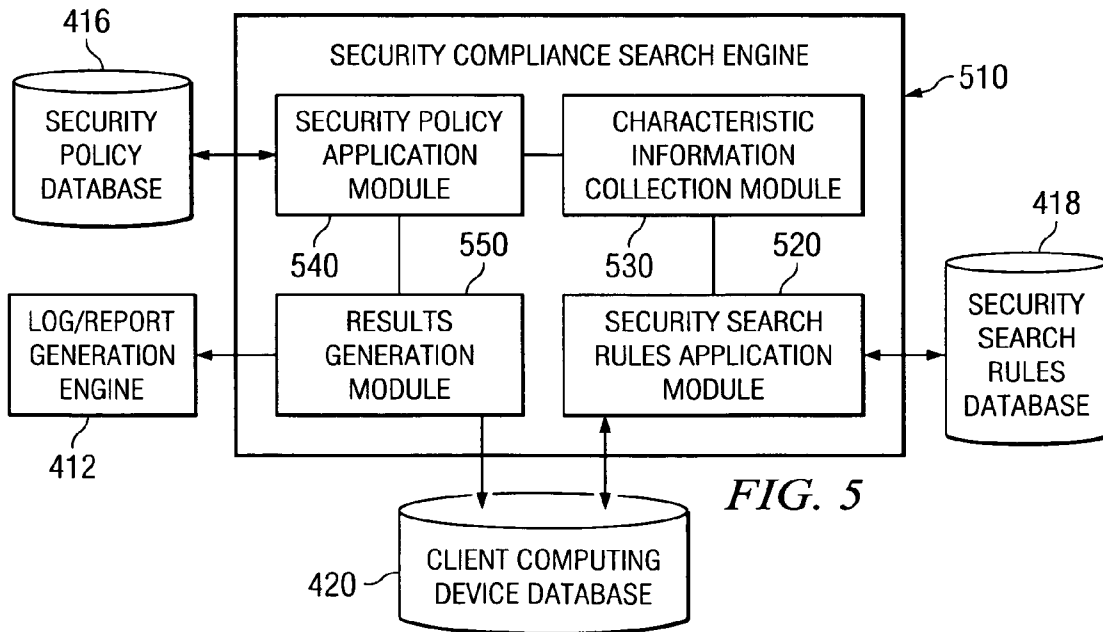 416
SECURITY COMPLIANCE SEARCH ENGINE
510
SECURITY
POLICY
DATABASE
SECURITY POLICY
APPLICATION
MODULE
CHARACTERISTIC
INFORMATION
COLLECTION MODULE
540
550
530
520
418
LOG/REPORT
GENERATION
ENGINE
RESULTS
GENERATION
MODULE
SECURITY SEARCH
RULES APPLICATION
MODULE
SECURITY
SEARCH
RULES
DATABASE
412
FIG. 5
420
CLIENT COMPUTING
DEVICE DATABASE